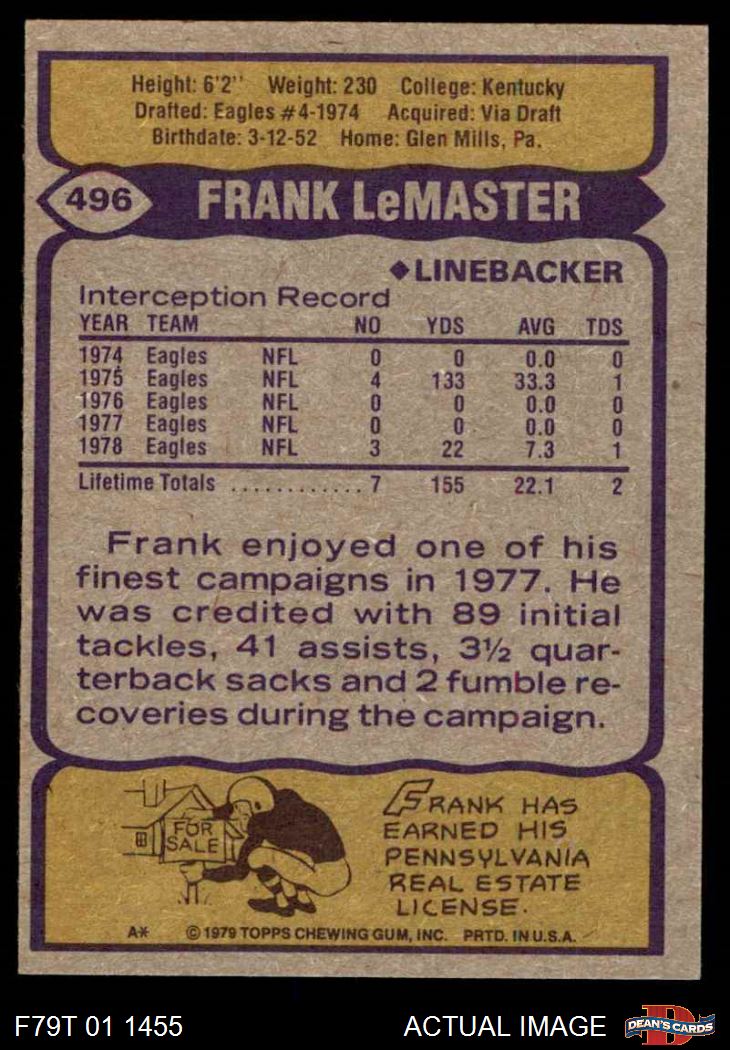 Height: 6'2'' Weight: 230 College: Kentucky
Drafted: Eagles #4-1974 Acquired: Via Draft
Birthdate: 3-12-52 Home: Glen Mills, Pa.
496 FRANK LeMASTER
◆LINEBACKER
Interception Record
YEAR TEAM NO YDS AVG TDS
1974 Eagles NFL 0 0 0.0 0
1975 Eagles NFL 4 133 33.3 1
1976 Eagles NFL 0 0 0.0 0
1977 Eagles NFL 0 0 0.0 0
1978 Eagles NFL 3 22 7.3 1
Lifetime Totals ............ 7 155 22.1 2
Frank enjoyed one of his
finest campaigns in 1977. He
was credited with 89 initial
tackles, 41 assists, 3½ quar-
terback sacks and 2 fumble re-
coveries during the campaign.
FOR
SALE
FRANK HAS
EARNED HIS
PENNSYLVANIA
REAL ESTATE
LICENSE.
A* © 1979 TOPPS CHEWING GUM, INC. PRTD. IN U.S.A.
F79T 01 1455 ACTUAL IMAGE
D
DEAN'S CARDS